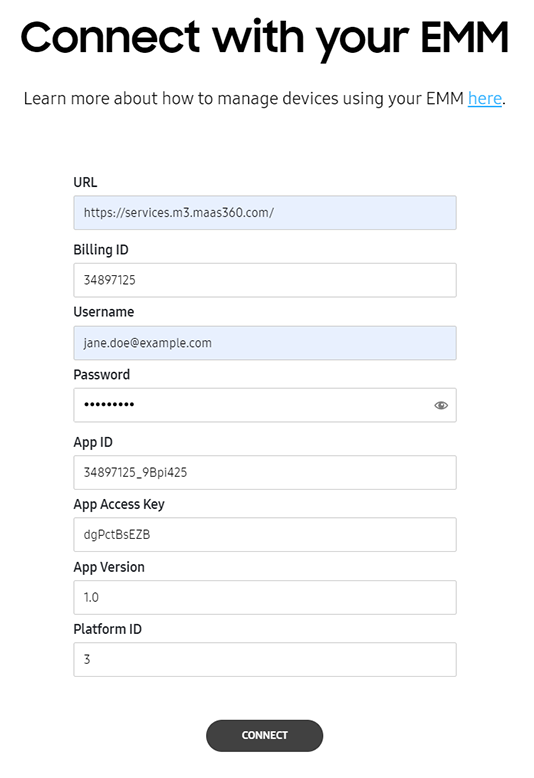 Connect with your EMM
Learn more about how to manage devices using your EMM here.
URL
https://services.m3.maas360.com/
Billing ID
34897125
Username
jane.doe@example.com
Password
•••••••••
App ID
34897125_9Bpi425
App Access Key
dgPctBsEZB
App Version
1.0
Platform ID
3
CONNECT